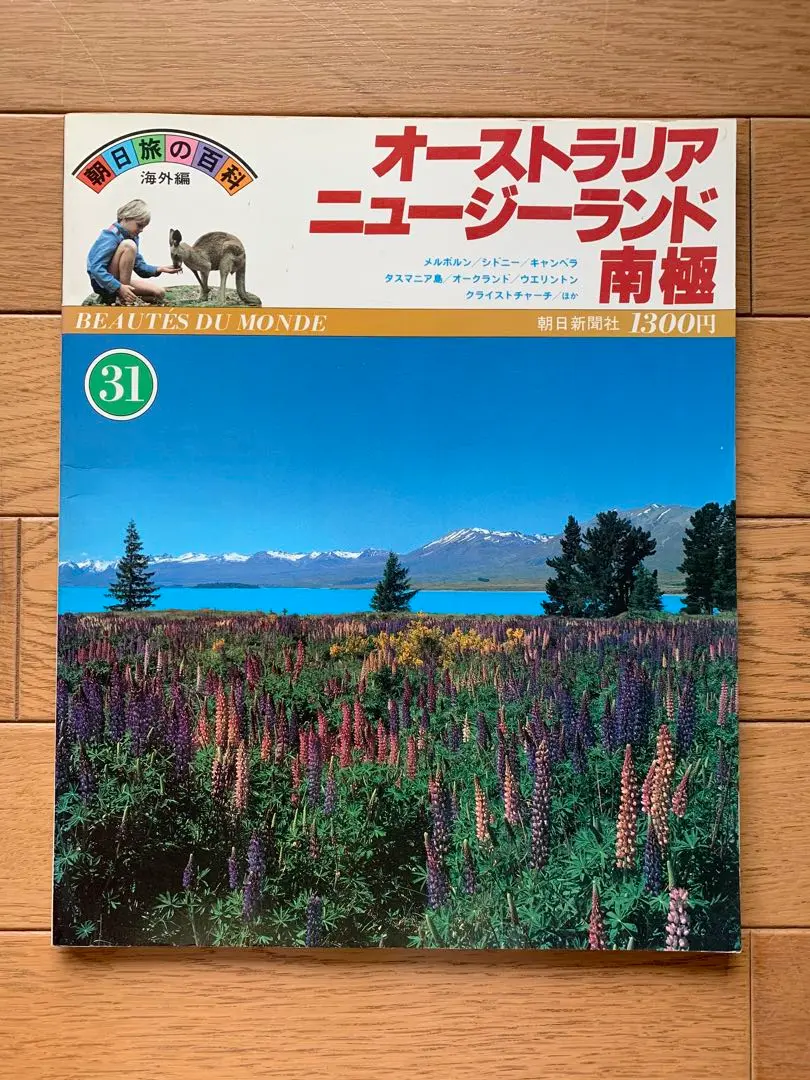 朝日旅の百科
海外編
オーストラリア
ニュージーランド
南極
メルボルン/シドニー/キャンベラ
タスマニア島/オークランド/ウエリントン
クライストチャーチ/ほか
BEAUTÉS DU MONDE
朝日新聞社 1300円
31